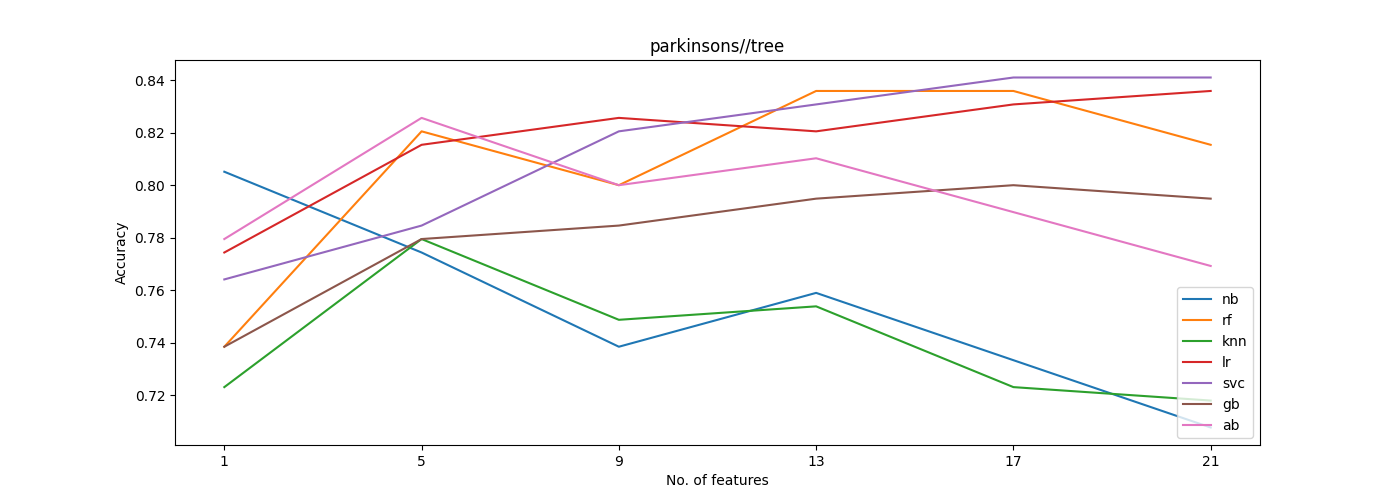 parkinsons//tree
Accuracy
0.84
0.82
0.80
0.78
0.76
0.74
0.72
nb
rf
knn
lr
svc
gb
ab
1 5 9 13 17 21
No. of features